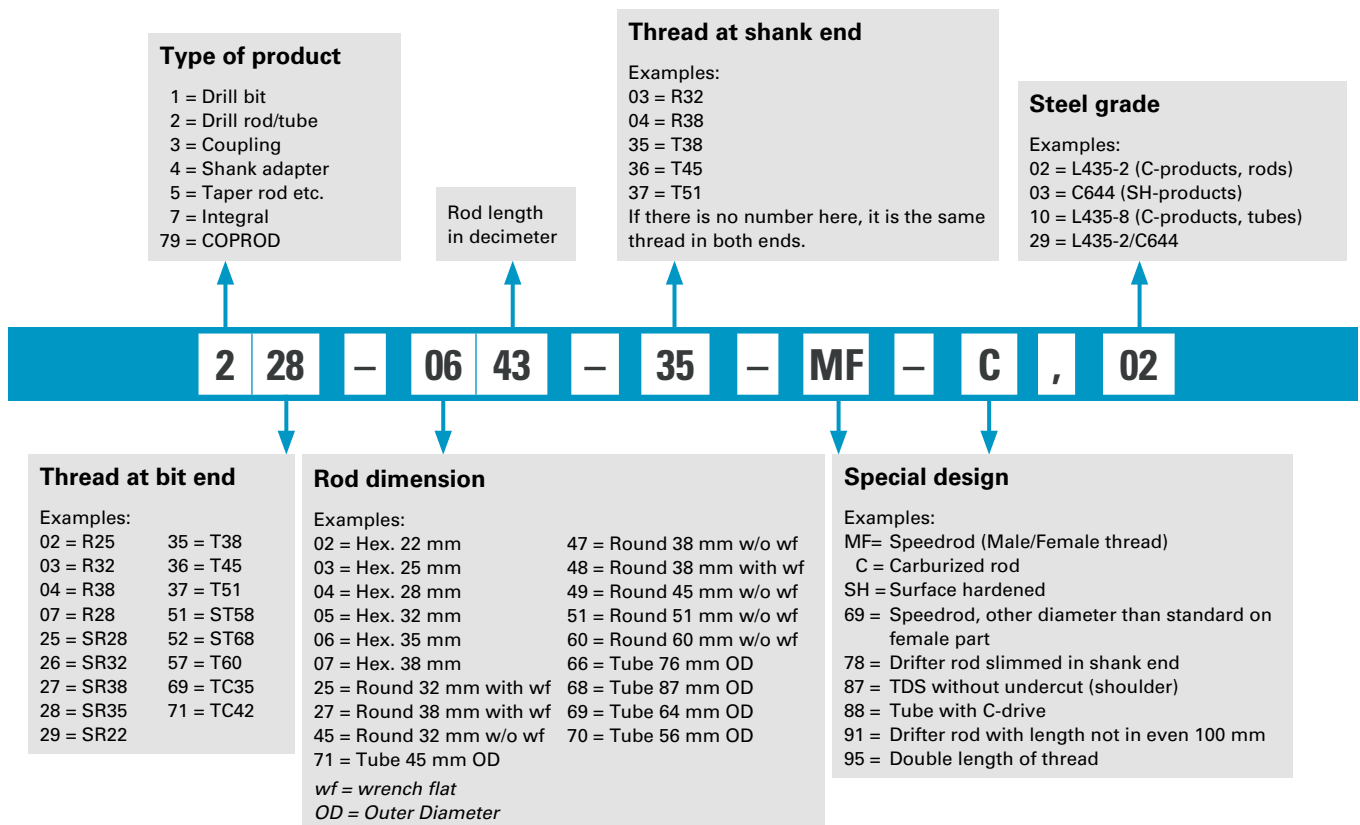 Type of product
1 = Drill bit
2 = Drill rod/tube
3 = Coupling
4 = Shank adapter
5 = Taper rod etc.
7 = Integral
79 = COPROD
Rod length
in decimeter
Thread at shank end
Examples:
03 = R32
04 = R38
35 = T38
36 = T45
37 = T51
If there is no number here, it is the same
thread in both ends.
Steel grade
Examples:
02 = L435-2 (C-products, rods)
03 = C644 (SH-products)
10 = L435-8 (C-products, tubes)
29 = L435-2/C644
2 28 – 06 43 – 35 – MF – C , 02
Thread at bit end
Examples:
02 = R25
03 = R32
04 = R38
07 = R28
25 = SR28
26 = SR32
27 = SR38
28 = SR35
29 = SR22
35 = T38
36 = T45
37 = T51
51 = ST58
52 = ST68
57 = T60
69 = TC35
71 = TC42
Rod dimension
Examples:
02 = Hex. 22 mm
03 = Hex. 25 mm
04 = Hex. 28 mm
05 = Hex. 32 mm
06 = Hex. 35 mm
07 = Hex. 38 mm
25 = Round 32 mm with wf
27 = Round 38 mm with wf
45 = Round 32 mm w/o wf
71 = Tube 45 mm OD
47 = Round 38 mm w/o wf
48 = Round 38 mm with wf
49 = Round 45 mm w/o wf
51 = Round 51 mm w/o wf
60 = Round 60 mm w/o wf
66 = Tube 76 mm OD
68 = Tube 87 mm OD
69 = Tube 64 mm OD
70 = Tube 56 mm OD
wf = wrench flat
OD = Outer Diameter
Special design
Examples:
MF= Speedrod (Male/Female thread)
C = Carburized rod
SH = Surface hardened
69 = Speedrod, other diameter than standard on
female part
78 = Drifter rod slimmed in shank end
87 = TDS without undercut (shoulder)
88 = Tube with C-drive
91 = Drifter rod with length not in even 100 mm
95 = Double length of thread